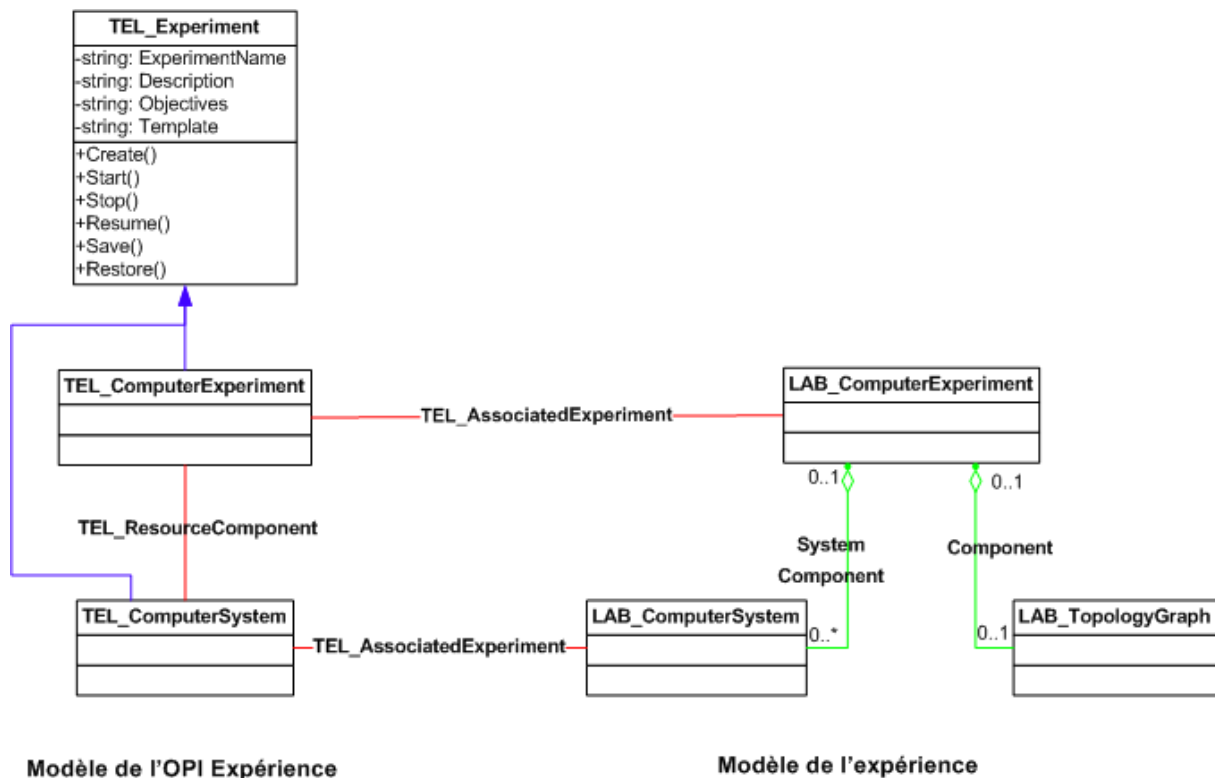 TEL_Experiment
-string: ExperimentName
-string: Description
-string: Objectives
-string: Template
+Create()
+Start()
+Stop()
+Resume()
+Save()
+Restore()
TEL_ComputerExperiment
TEL_AssociatedExperiment
LAB_ComputerExperiment
0..1
0..1
TEL_ResourceComponent
System
Component
Component
TEL_ComputerSystem
TEL_AssociatedExperiment
LAB_ComputerSystem
0..*
0..1
LAB_TopologyGraph
Modèle de l'OPI Expérience
Modèle de l'expérience